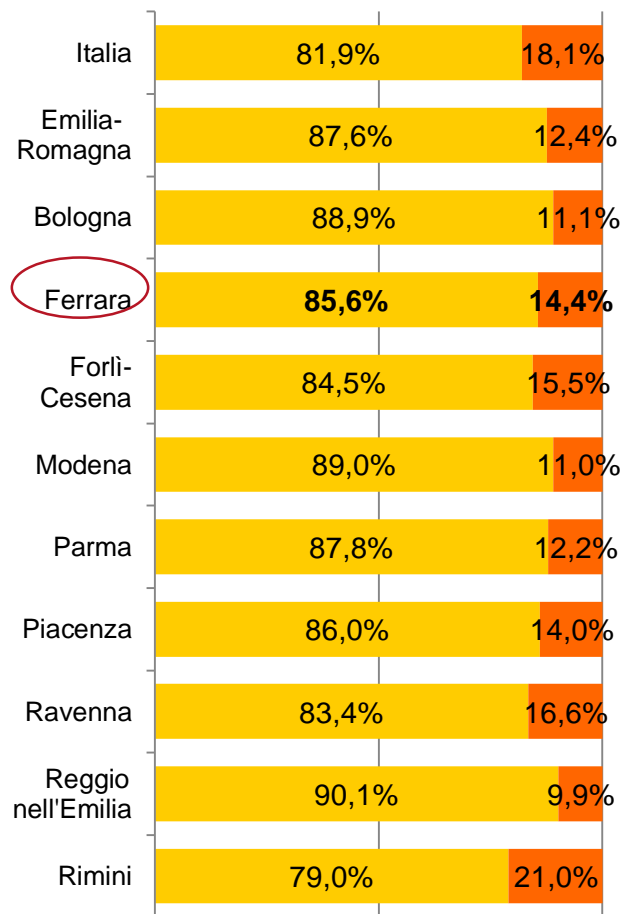 Italia 81,9% 18,1%
Emilia-
Romagna 87,6% 12,4%
Bologna 88,9% 11,1%
Ferrara 85,6% 14,4%
Forlì-
Cesena 84,5% 15,5%
Modena 89,0% 11,0%
Parma 87,8% 12,2%
Piacenza 86,0% 14,0%
Ravenna 83,4% 16,6%
Reggio
nell'Emilia 90,1% 9,9%
Rimini 79,0% 21,0%